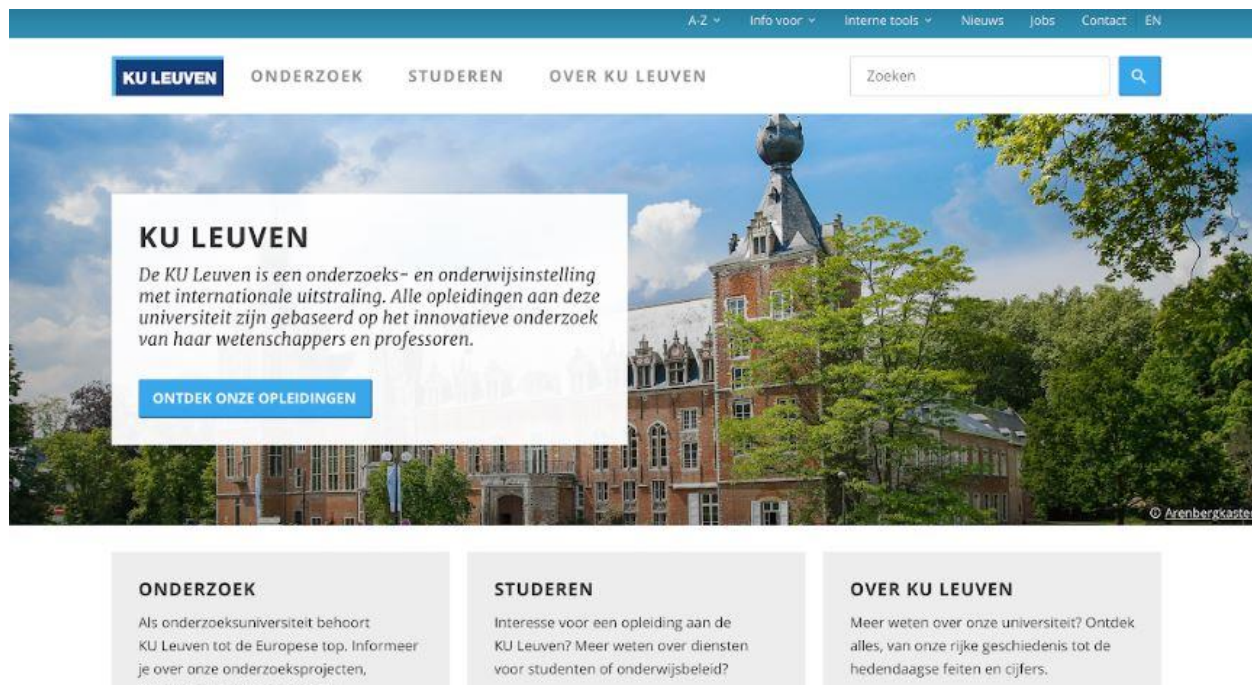 A-Z Info voor Interne tools Nieuws Jobs Contact EN
KU LEUVEN ONDERZOEK STUDEREN OVER KU LEUVEN Zoeken
KU LEUVEN
De KU Leuven is een onderzoeks- en onderwijsinstelling
met internationale uitstraling. Alle opleidingen aan deze
universiteit zijn gebaseerd op het innovatieve onderzoek
van haar wetenschappers en professoren.
ONTDEK ONZE OPLEIDINGEN
Arenbergkaste
ONDERZOEK
Als onderzoeksuniversiteit behoort
KU Leuven tot de Europese top. Informeer
je over onze onderzoeksprojecten,
STUDEREN
Interesse voor een opleiding aan de
KU Leuven? Meer weten over diensten
voor studenten of onderwijsbeleid?
OVER KU LEUVEN
Meer weten over onze universiteit? Ontdek
alles, van onze rijke geschiedenis tot de
hedendaagse feiten en cijfers.